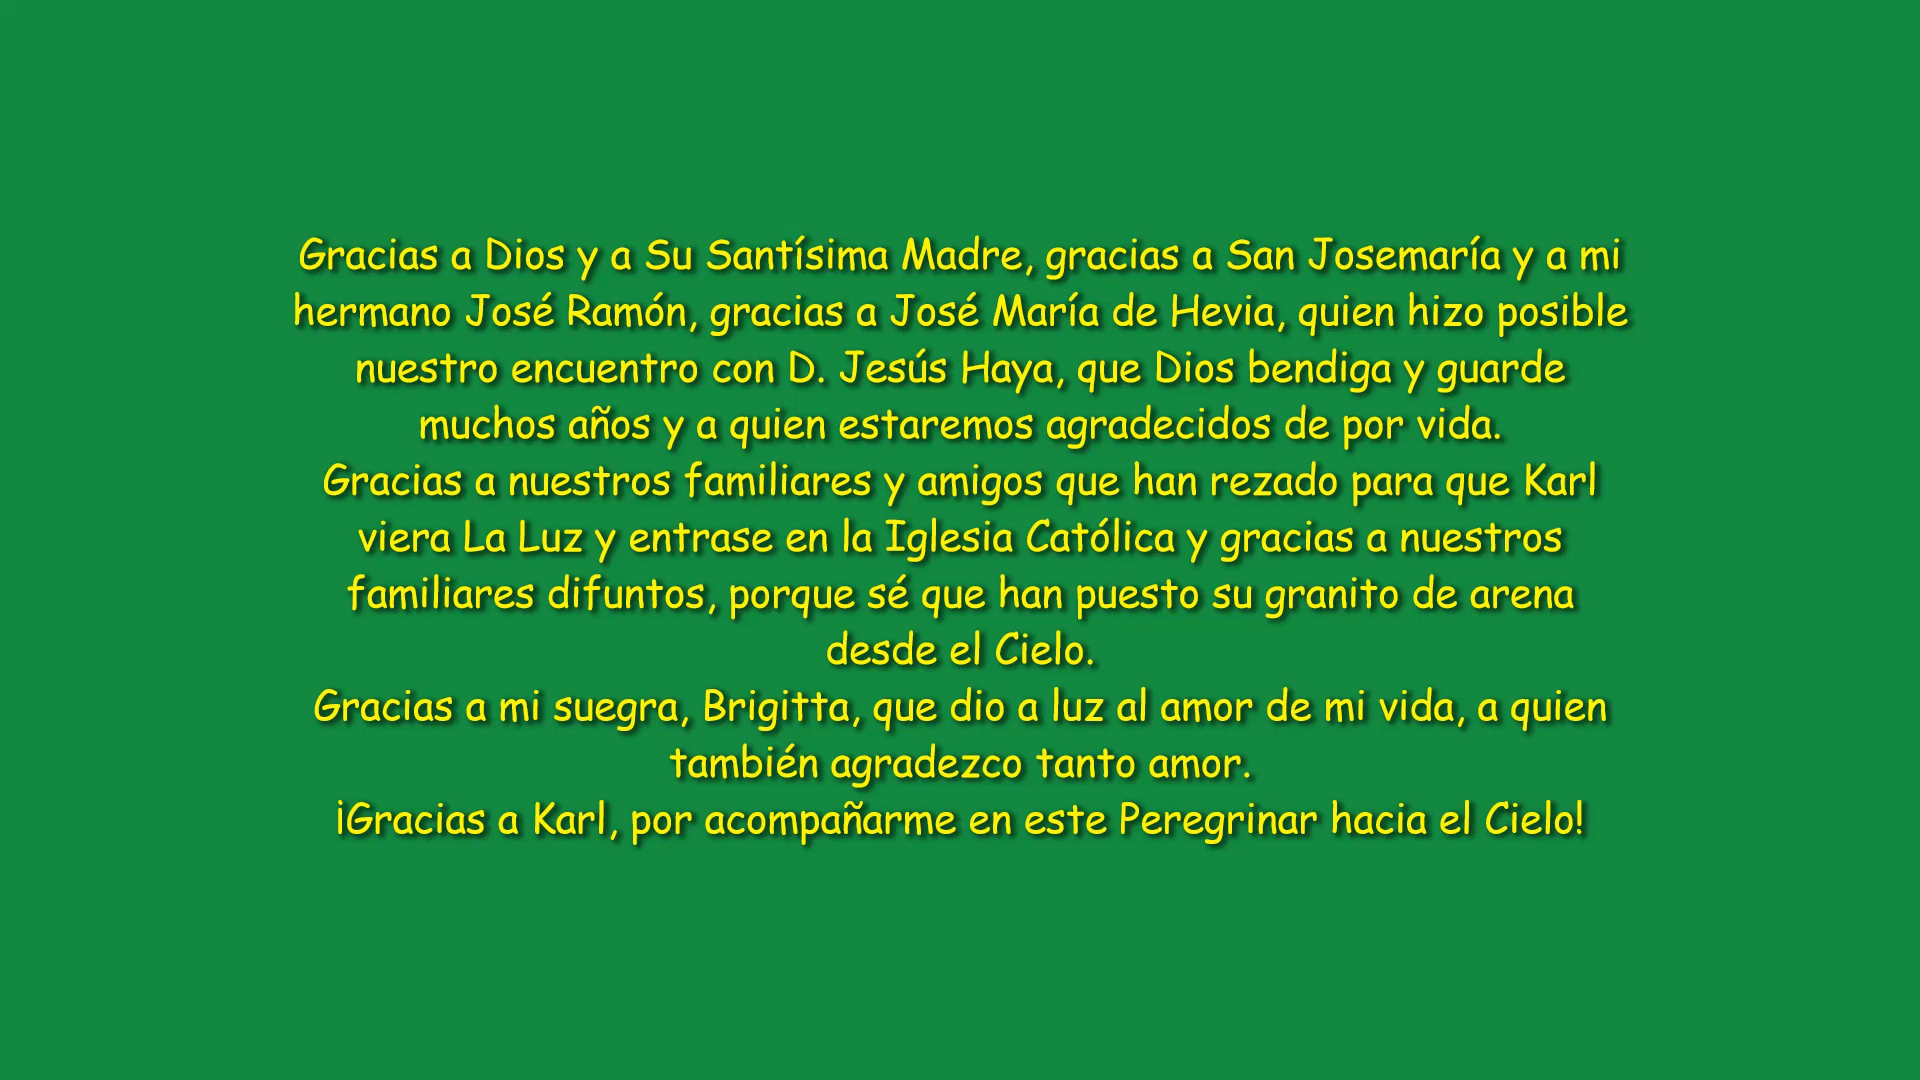 Gracias a Dios y a Su Santísima Madre, gracias a San Josemaría y a mi
hermano José Ramón, gracias a José María de Hevia, quien hizo posible
nuestro encuentro con D. Jesús Haya, que Dios bendiga y guarde
muchos años y a quien estaremos agradecidos de por vida.
Gracias a nuestros familiares y amigos que han rezado para que Karl
viera La Luz y entrase en la Iglesia Católica y gracias a nuestros
familiares difuntos, porque sé que han puesto su granito de arena
desde el Cielo.
Gracias a mi suegra, Brigitta, que dio a luz al amor de mi vida, a quien
también agradezco tanto amor.
¡Gracias a Karl, por acompañarme en este Peregrinar hacia el Cielo!